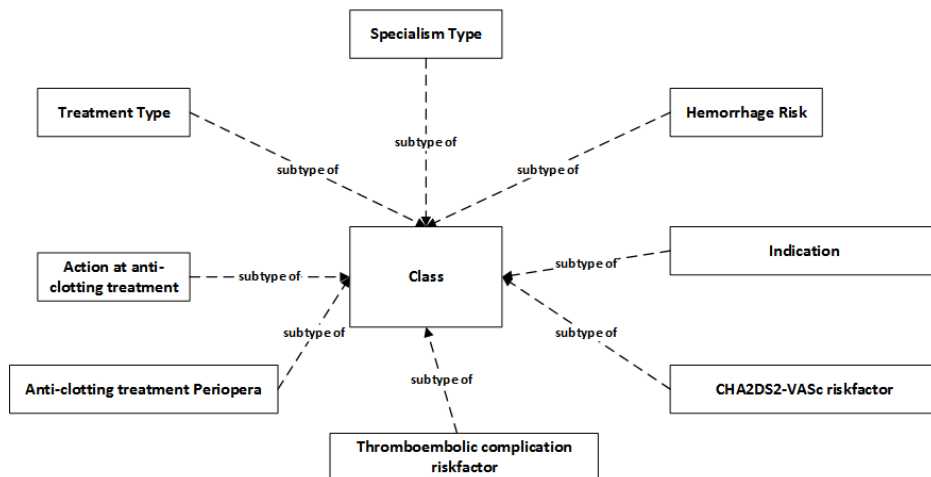 Specialism Type
Treatment Type
Hemorrhage Risk
subtype of
subtype of
subtype of
Action at anti-
clotting treatment
subtype of
Class
subtype of
Indication
subtype of
subtype of
Anti-clotting treatment Periopera
subtype of
CHA2DS2-VASc riskfactor
Thromboembolic complication
riskfactor